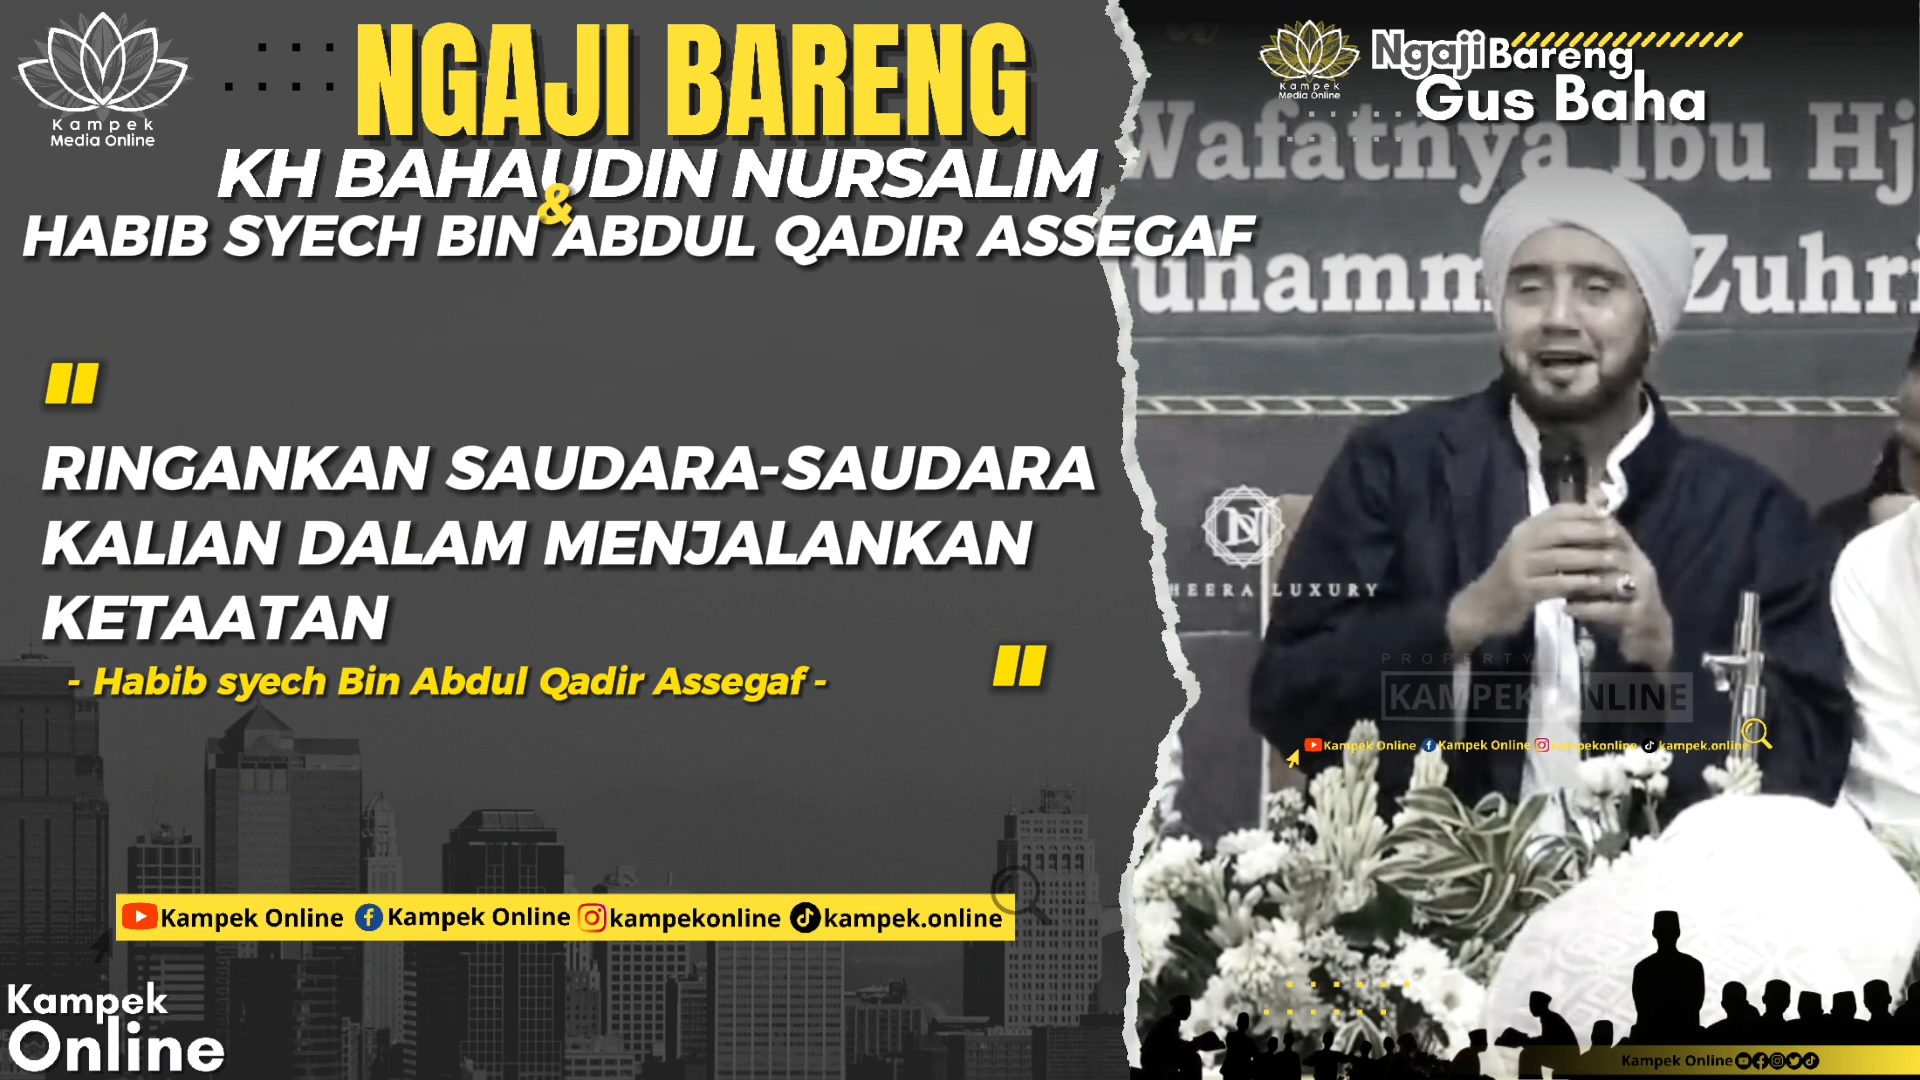 Kampek
Media Online
NGAJI BARENG
KH BAHAUDIN NURSALIM
&
HABIB SYECH BIN ABDUL QADIR ASSEGAF
"
RINGANKAN SAUDARA-SAUDARA
KALIAN DALAM MENJALANKAN
KETAATAN
- Habib syech Bin Abdul Qadir Assegaf -
"
Kampek Online Kampek Online kampekonline kampek.online
Kampek
Online
Kampek
Media Online
Ngaji Bareng
Gus Baha
Wafatnya Ibu Hj
Zuhri
N
HEERA LUXURY
PROPERTY
KAMPEK ONLINE
Kampek Online Kampek Online kampekonline kampek.online
Kampek Online